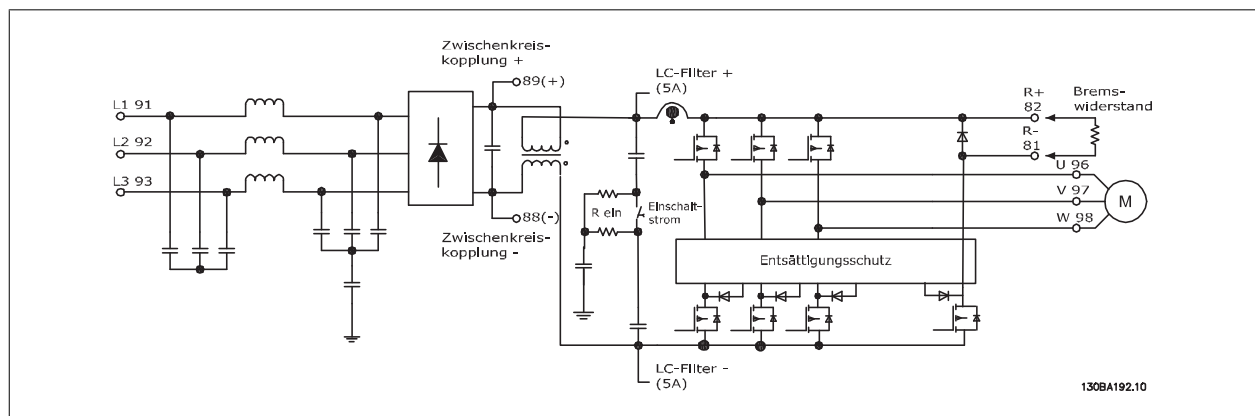 Zwischenkreis-
kopplung +
89(+)
LC-Filter +
(5A)
R+
82
Brems-
widerstand
L1 91
L2 92
R-
81
U 96
L3 93
V 97
M
88(-)
R ein
Einschalt-
strom
W 98
Zwischenkreis-
kopplung -
Entsättigungsschutz
LC-Filter -
(5A)
130BA192.10